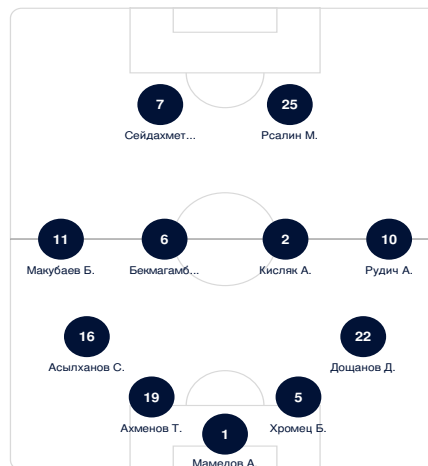 7
25
Сейдахмет...
Рсалин М.
11
6
2
10
Макубаев Б.
Бекмагамб...
Кисляк А.
Рудич А.
16
22
Асылханов С.
Дощанов Д.
19
5
Ахменов Т.
Хромец Б.
1
Мамедов А